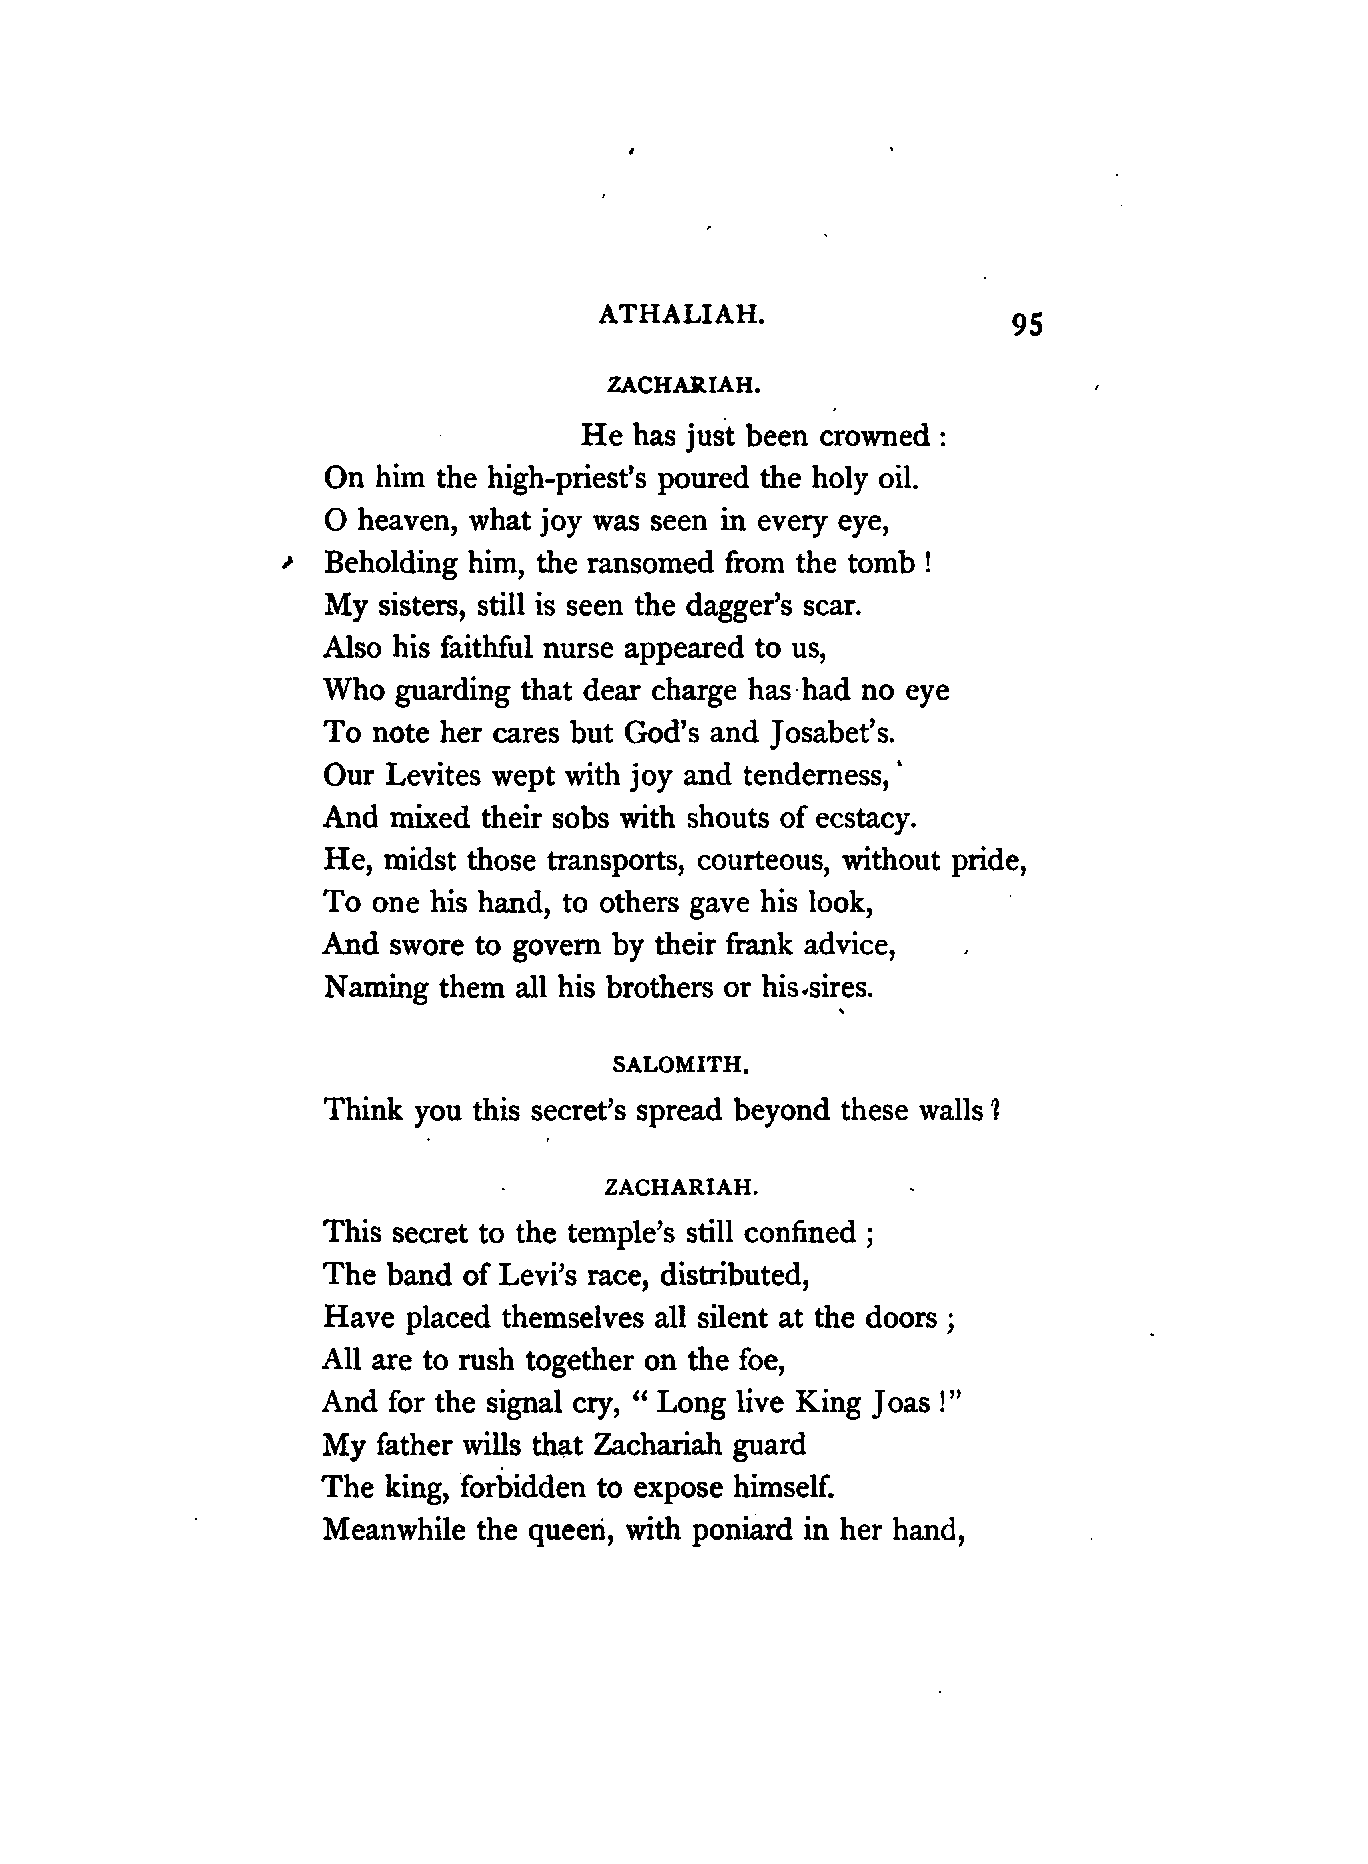 ATHALIAH. 95
ZACHARIAH.
He has just been crowned :
On him the high-priest's poured the holy oil.
O heaven, what joy was seen in every eye,
Beholding him, the ransomed from the tomb !
My sisters, still is seen the dagger's scar.
Also his faithful nurse appeared to us,
Who guarding that dear charge has had no eye
To note her cares but God's and Josabet's.
Our Levites wept with joy and tenderness,
And mixed their sobs with shouts of ecstacy.
He, midst those transports, courteous, without pride,
To one his hand, to others gave his look,
And swore to govern by their frank advice,
Naming them all his brothers or his sires.
SALOMITH.
Think you this secret's spread beyond these walls ?
ZACHARIAH.
This secret to the temple's still confined ;
The band of Levi's race, distributed,
Have placed themselves all silent at the doors ;
All are to rush together on the foe,
And for the signal cry, “ Long live King Joas !”
My father wills that Zachariah guard
The king, forbidden to expose himself.
Meanwhile the queen, with poniard in her hand,